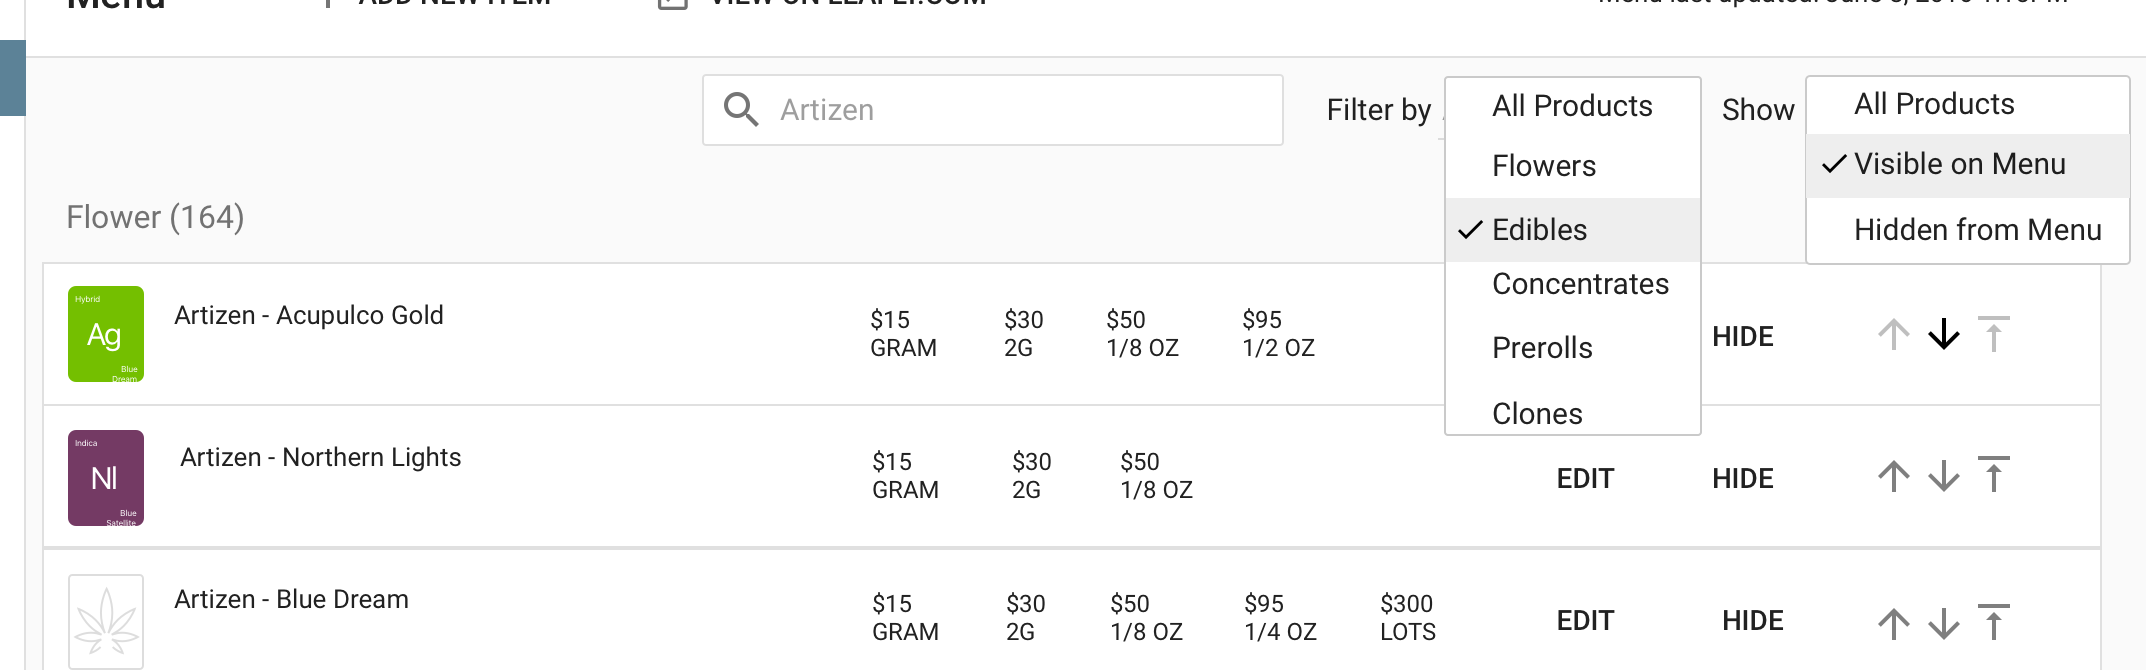 Menu
ADD NEW ITEM
VIEW ON LEAFLY.COM
Artizen
Filter by
All Products
Flowers
Edibles
Concentrates
Prerolls
Clones
Show
All Products
Visible on Menu
Hidden from Menu
Flower (164)
Hybrid
Ag
Blue
Dream
Artizen - Acupulco Gold
$15 $30 $50 $95
GRAM 2G 1/8 OZ 1/2 OZ
HIDE
Indica
Nl
Blue
Satellite
Artizen - Northern Lights
$15 $30 $50
GRAM 2G 1/8 OZ
EDIT HIDE
Artizen - Blue Dream
$15 $30 $50 $95 $300
GRAM 2G 1/8 OZ 1/4 OZ LOTS
EDIT HIDE